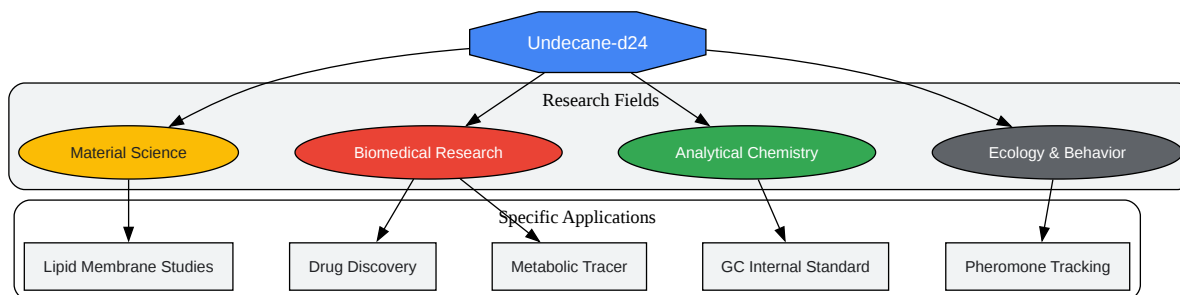 Undecane-d24
Research Fields
Material Science
Biomedical Research
Analytical Chemistry
Ecology & Behavior
Specific Applications
Lipid Membrane Studies
Drug Discovery
Metabolic Tracer
GC Internal Standard
Pheromone Tracking